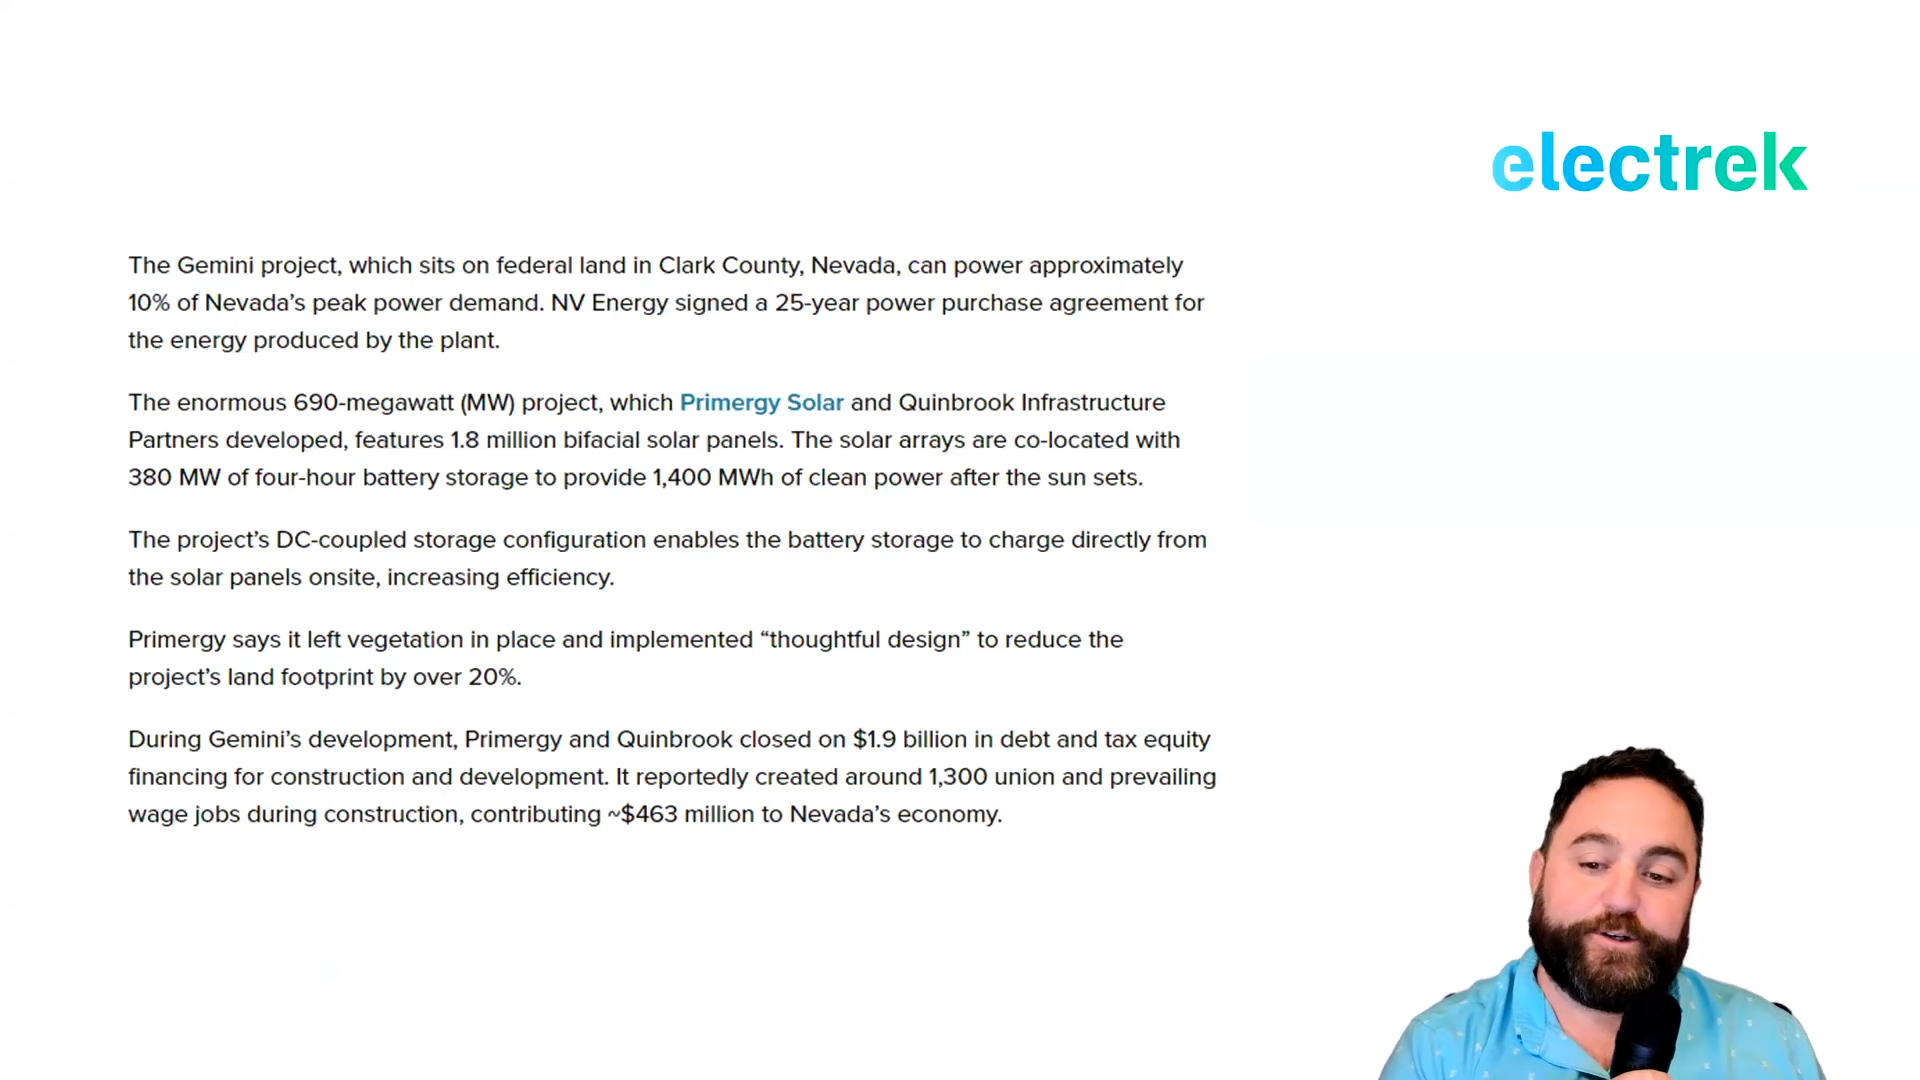 electrek
The Gemini project, which sits on federal land in Clark County, Nevada, can power approximately
10% of Nevada’s peak power demand. NV Energy signed a 25-year power purchase agreement for
the energy produced by the plant.
The enormous 690-megawatt (MW) project, which Primergy Solar and Quinbrook Infrastructure
Partners developed, features 1.8 million bifacial solar panels. The solar arrays are co-located with
380 MW of four-hour battery storage to provide 1,400 MWh of clean power after the sun sets.
The project’s DC-coupled storage configuration enables the battery storage to charge directly from
the solar panels onsite, increasing efficiency.
Primergy says it left vegetation in place and implemented “thoughtful design” to reduce the
project’s land footprint by over 20%.
During Gemini’s development, Primergy and Quinbrook closed on $1.9 billion in debt and tax equity
financing for construction and development. It reportedly created around 1,300 union and prevailing
wage jobs during construction, contributing ~$463 million to Nevada’s economy.